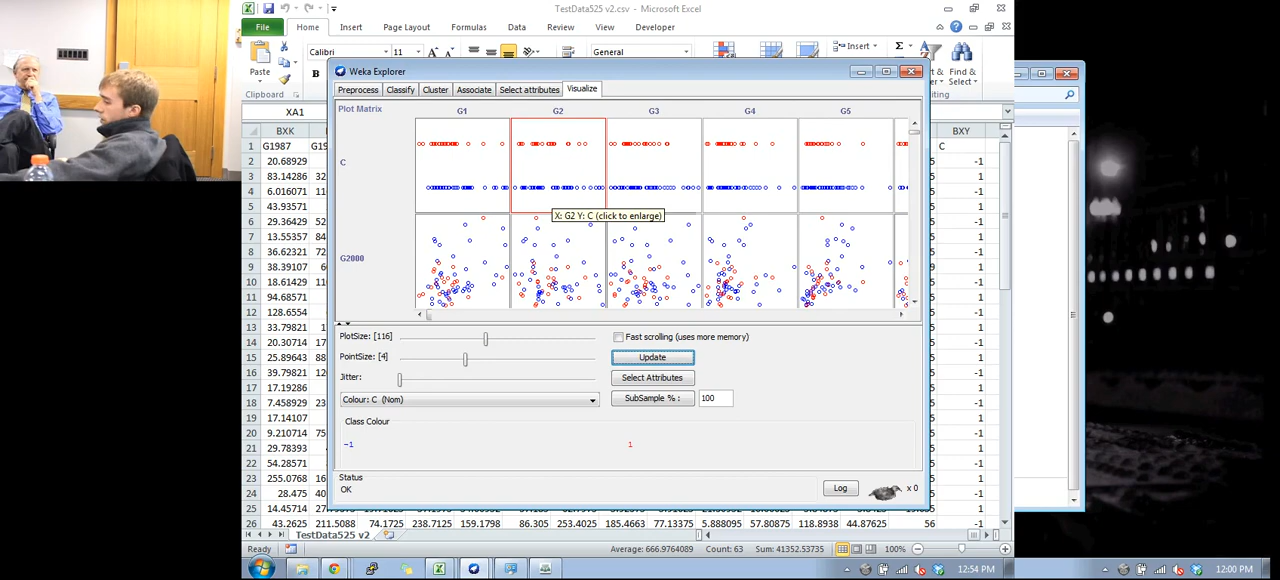 TestData525 v2.csv - Microsoft Excel
File Home Insert Page Layout Formulas Data Review View Developer
Calibri 11 General Insert Σ
Paste B Find &
Select
Clipboard
XA1
BXK BXY
Weka Explorer
Preprocess Classify Cluster Associate Select attributes Visualize
Plot Matrix G1 G2 G3 G4 G5
C
X: G2 Y: C (click to enlarge)
G2000
PlotSize: [116] Fast scrolling (uses more memory)
PointSize: [4] Update
Jitter: Select Attributes
Colour: C (Nom) SubSample % : 100
Class Colour
-1 1
Status
OK Log x 0
1 G1987 C
2 20.68929 -1
3 83.14286 -1
4 6.016071 -1
5 43.93571 -1
6 29.36429 1
7 13.55357 1
8 36.62321 1
9 38.39107 1
10 18.21429 1
11 94.68571 1
12 128.6554 1
13 33.79821 1
14 20.30714 1
15 25.89643 1
16 39.79821 -1
17 17.19286 -1
18 7.458929 -1
19 17.14107 -1
20 9.210714 -1
21 29.78393 -1
22 54.28571 -1
23 255.0768 -1
24 28.475 -1
25 14.45714 -1
26 43.2625 211.5088 74.1725 238.7125 159.1798 86.305 253.4025 185.4663 77.13375 5.888095 57.80875 118.8938 44.87625 56 -1
TestData525 v2
Ready Average: 666.9764089 Count: 63 Sum: 41352.53735 100%
12:54 PM 12:00 PM